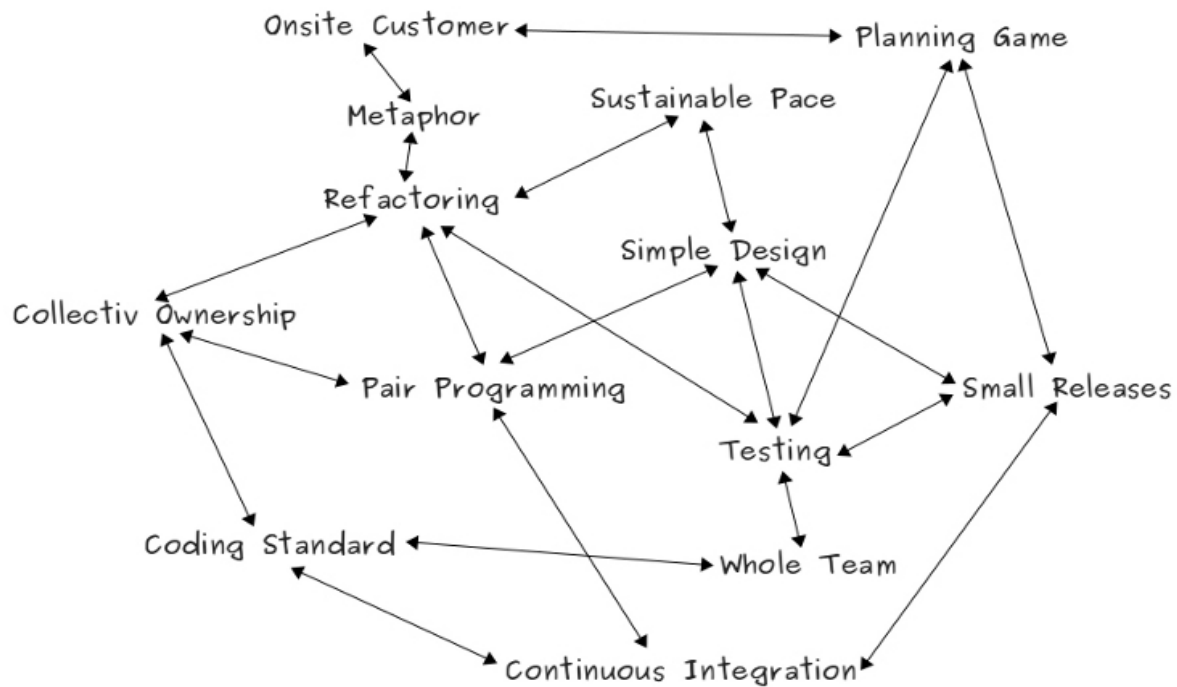 Onsite Customer
Planning Game
Sustainable Pace
Metaphor
Refactoring
Simple Design
Collectiv Ownership
Pair Programming
Small Releases
Testing
Coding Standard
Whole Team
Continuous Integration